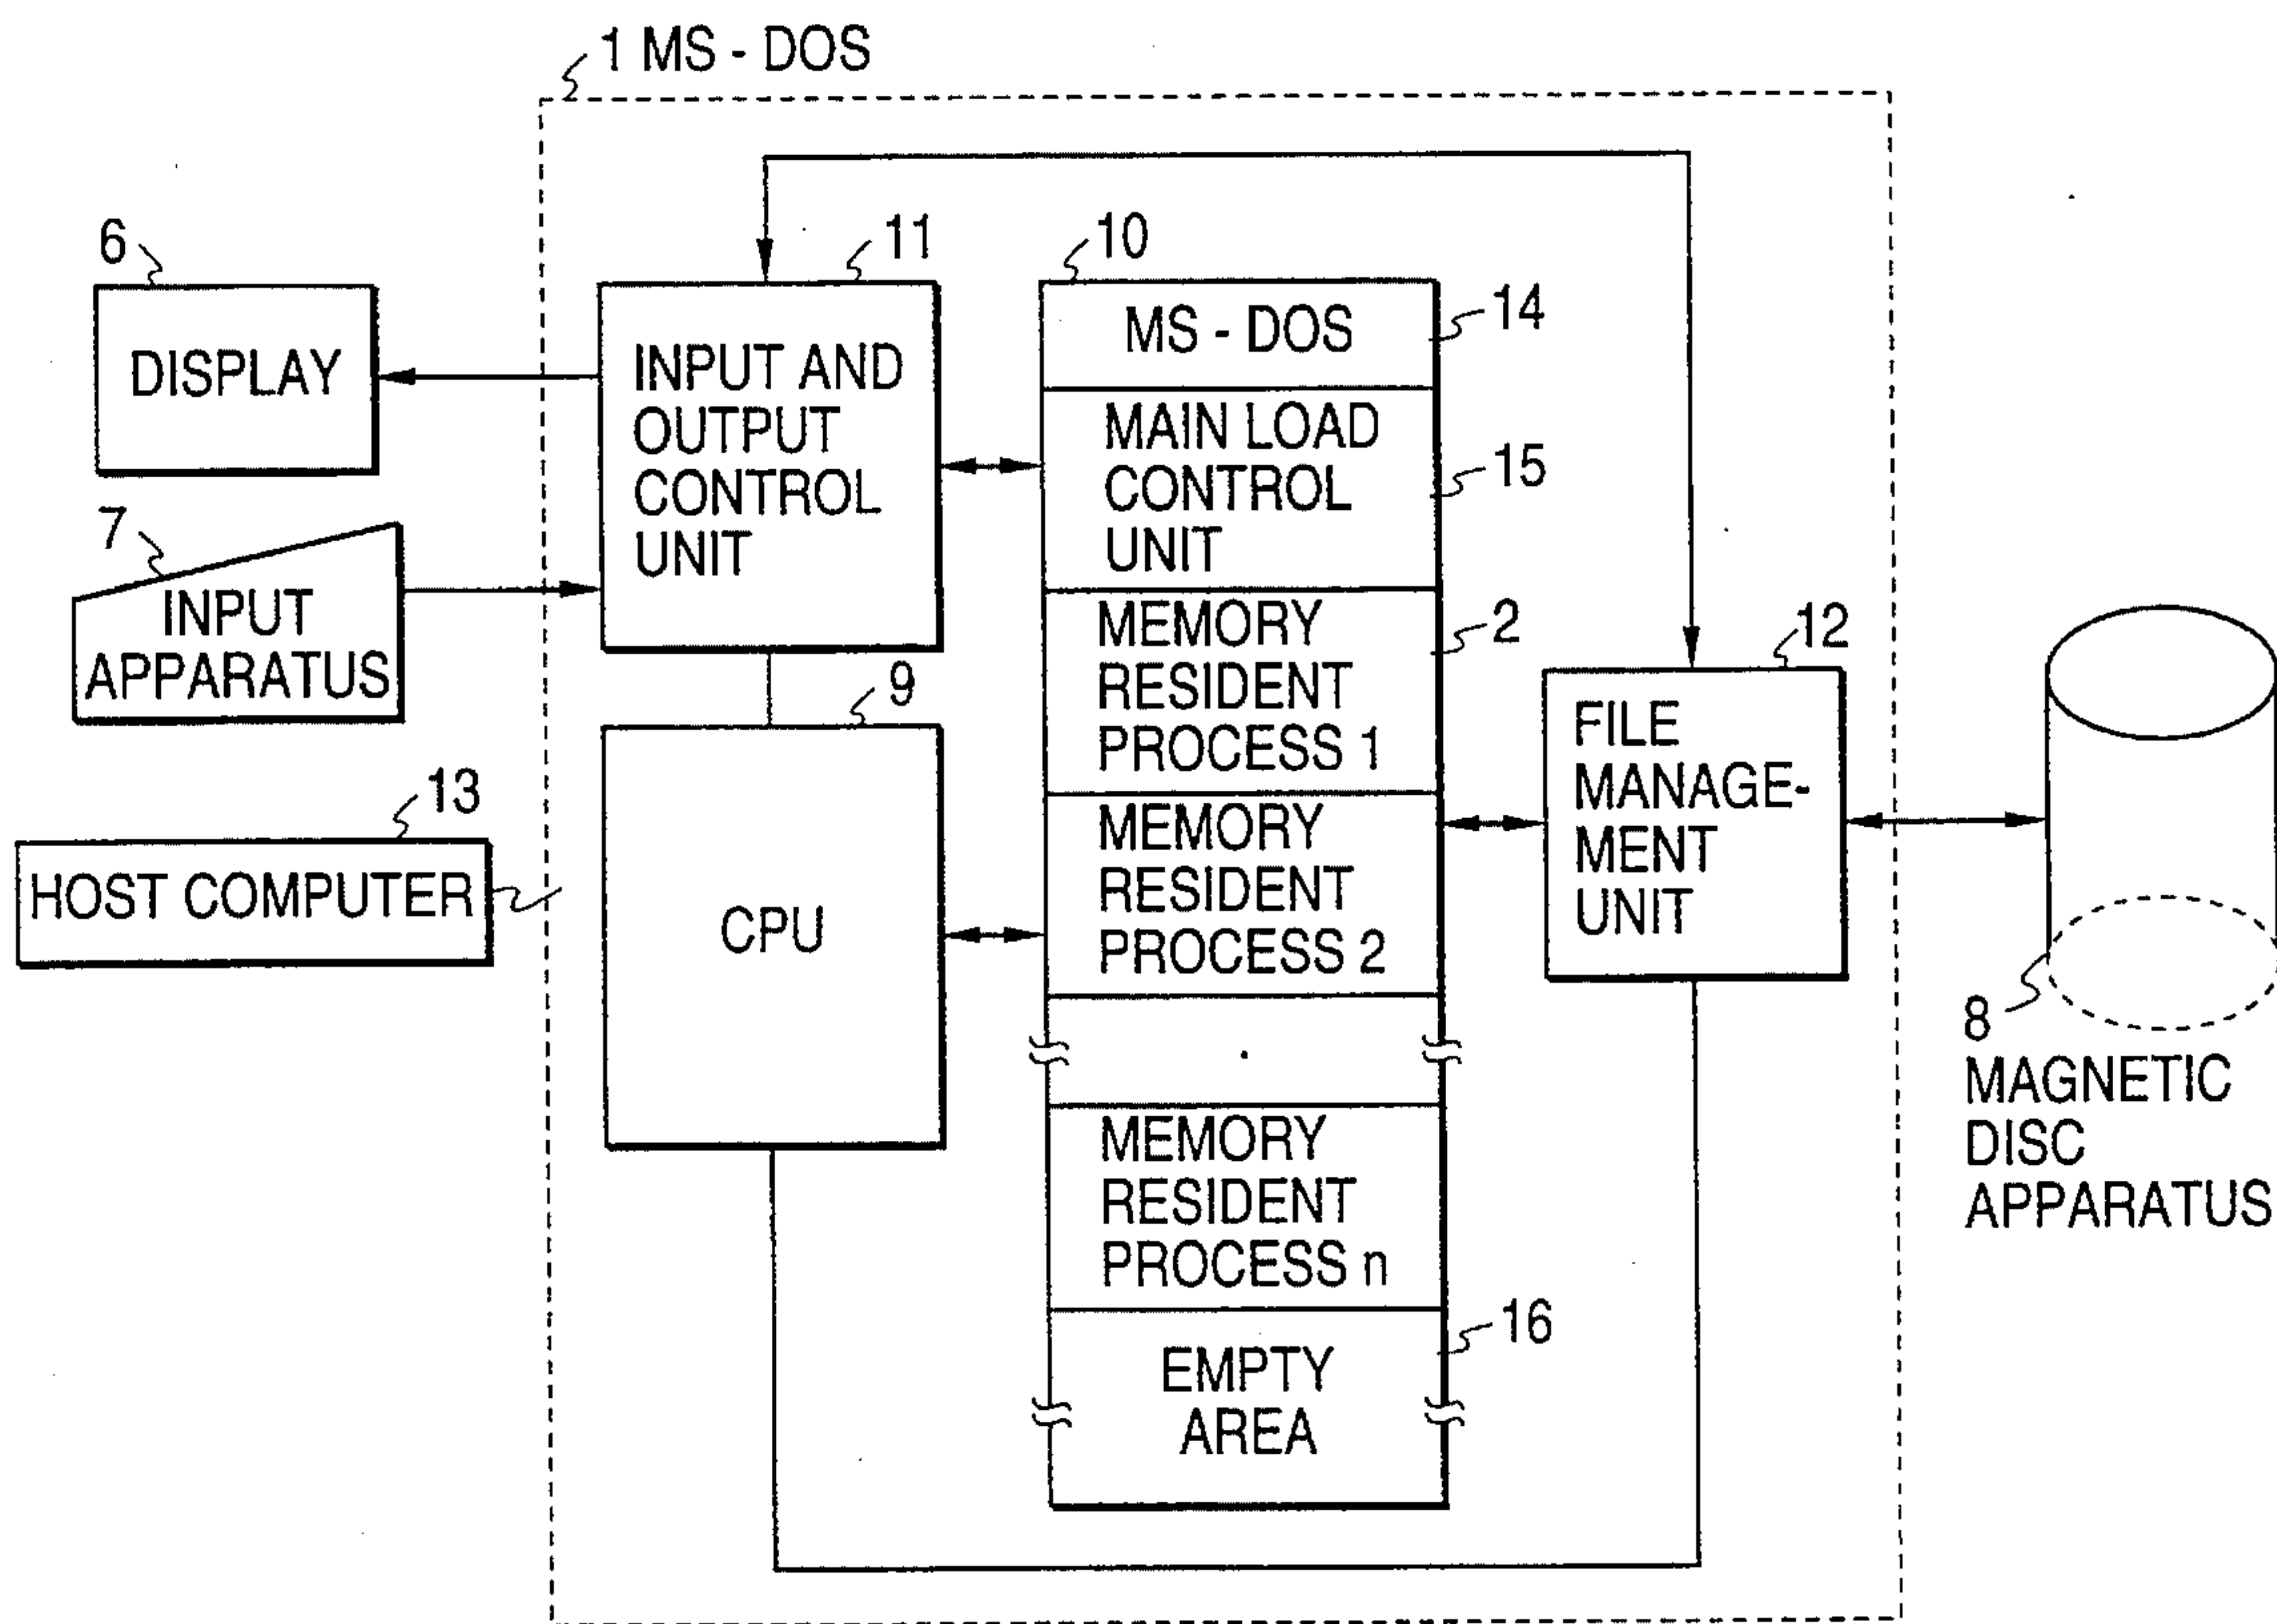 1 MS - DOS
6
DISPLAY
7
INPUT
APPARATUS
13
HOST COMPUTER
11
INPUT AND
OUTPUT
CONTROL
UNIT
9
CPU
10
MS - DOS
14
MAIN LOAD
CONTROL
UNIT
15
MEMORY
RESIDENT
PROCESS 1
2
MEMORY
RESIDENT
PROCESS 2
MEMORY
RESIDENT
PROCESS n
EMPTY
AREA
16
12
FILE
MANAGE-
MENT
UNIT
8
MAGNETIC
DISC
APPARATUS